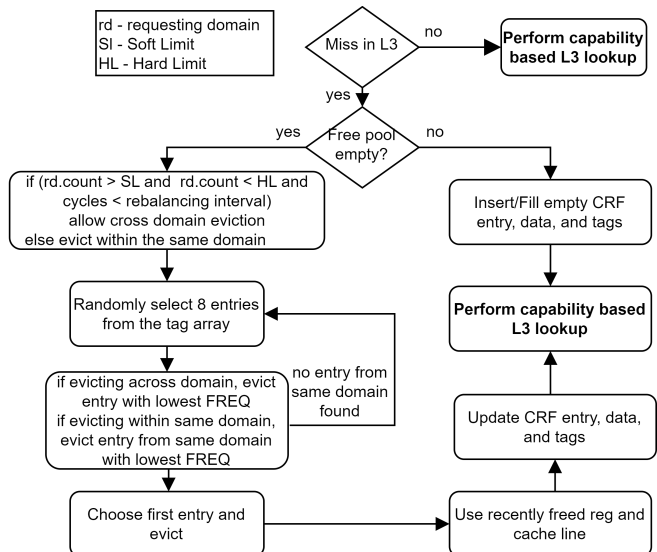 rd - requesting domain
Sl - Soft Limit
HL - Hard Limit
Miss in L3
no
Perform capability
based L3 lookup
yes
Free pool
empty?
yes
no
if (rd.count > SL and rd.count < HL and
cycles < rebalancing interval)
allow cross domain eviction
else evict within the same domain
Insert/Fill empty CRF
entry, data, and tags
Randomly select 8 entries
from the tag array
Perform capability based
L3 lookup
no entry from
same domain
found
if evicting across domain, evict
entry with lowest FREQ
if evicting within same domain,
evict entry from same domain
with lowest FREQ
Update CRF entry, data,
and tags
Choose first entry and
evict
Use recently freed reg and
cache line